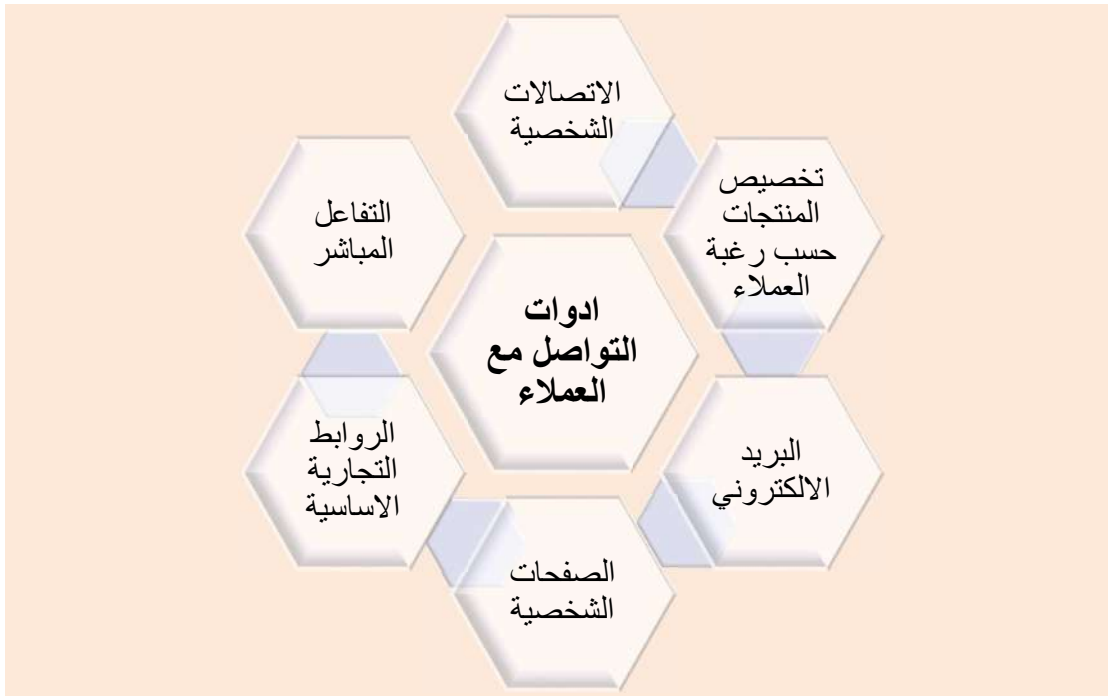 الاتصالات
الشخصية
تخصيص
المنتجات
حسب رغبة
العملاء
البريد
الالكتروني
الصفحات
الشخصية
الروابط
التجارية
الاساسية
التفاعل
المباشر
ادوات
التواصل مع
العملاء